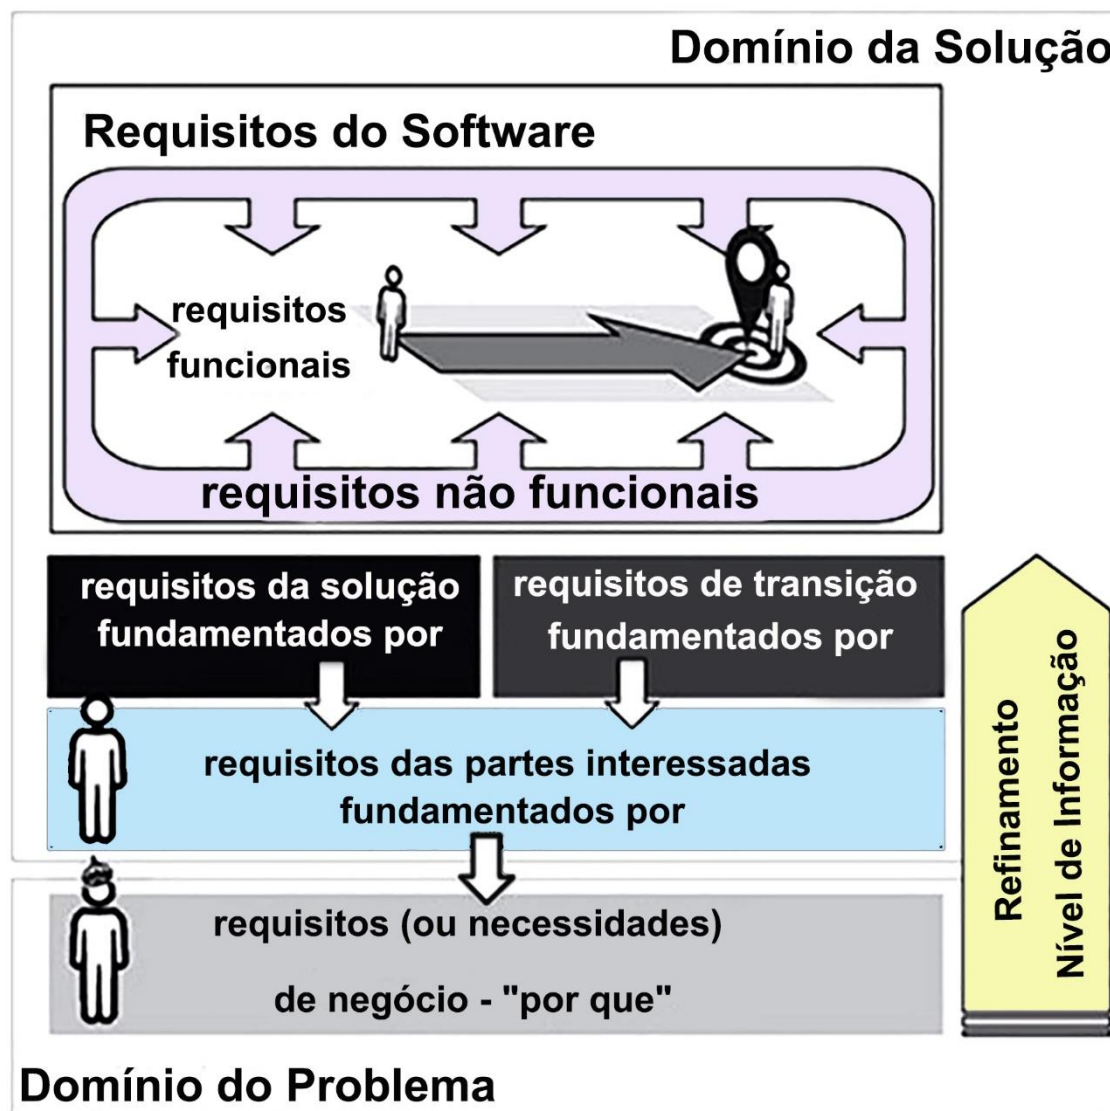 Domínio da Solução
Requisitos do Software
requisitos
funcionais
requisitos não funcionais
requisitos da solução
fundamentados por
requisitos de transição
fundamentados por
requisitos das partes interessadas
fundamentados por
requisitos (ou necessidades)
de negócio - "por que"
Refinamento
Nível de Informação
Domínio do Problema